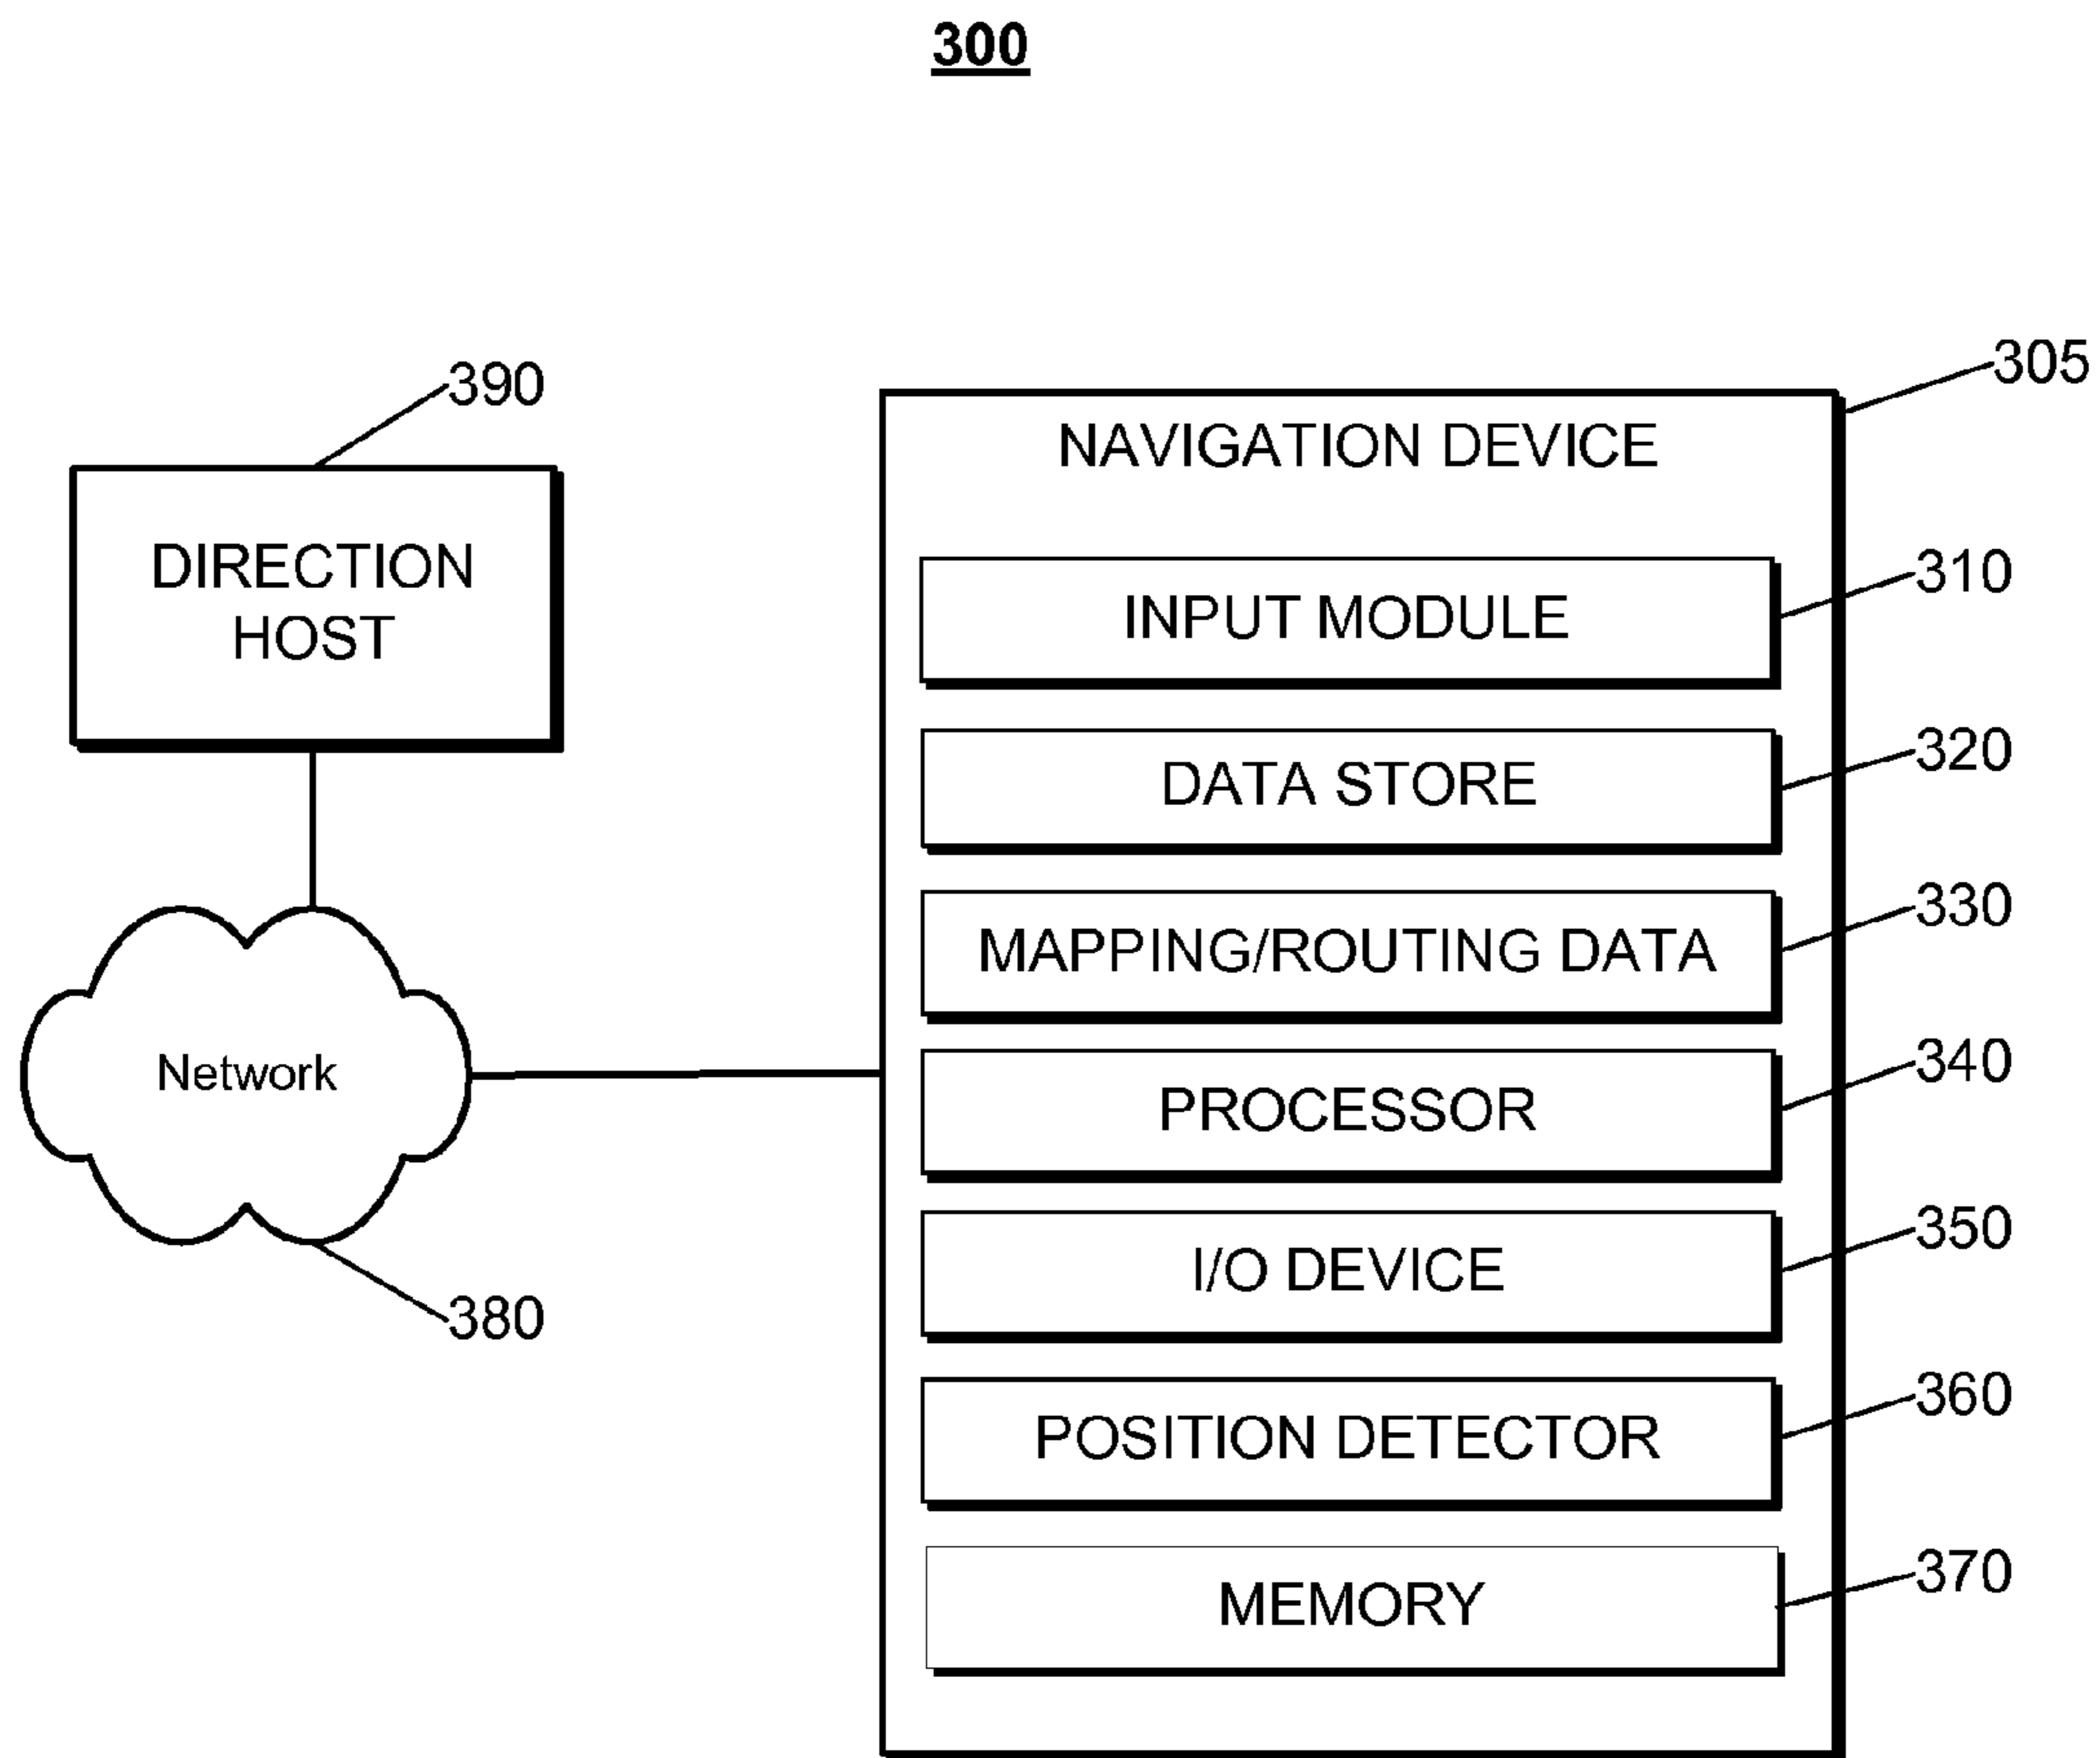 300
390
DIRECTION
HOST
Network
380
305
NAVIGATION DEVICE
310
INPUT MODULE
320
DATA STORE
330
MAPPING/ROUTING DATA
340
PROCESSOR
350
I/O DEVICE
360
POSITION DETECTOR
370
MEMORY